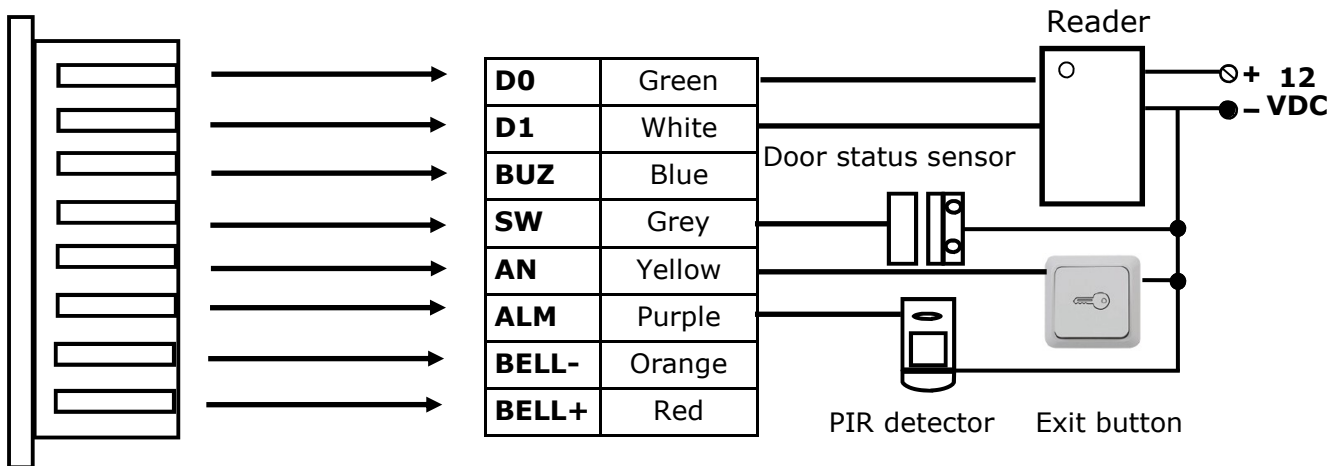 Reader
+ 12
– VDC
D0 Green
D1 White
Door status sensor
BUZ Blue
SW Grey
AN Yellow
ALM Purple
BELL- Orange
BELL+ Red
PIR detector Exit button